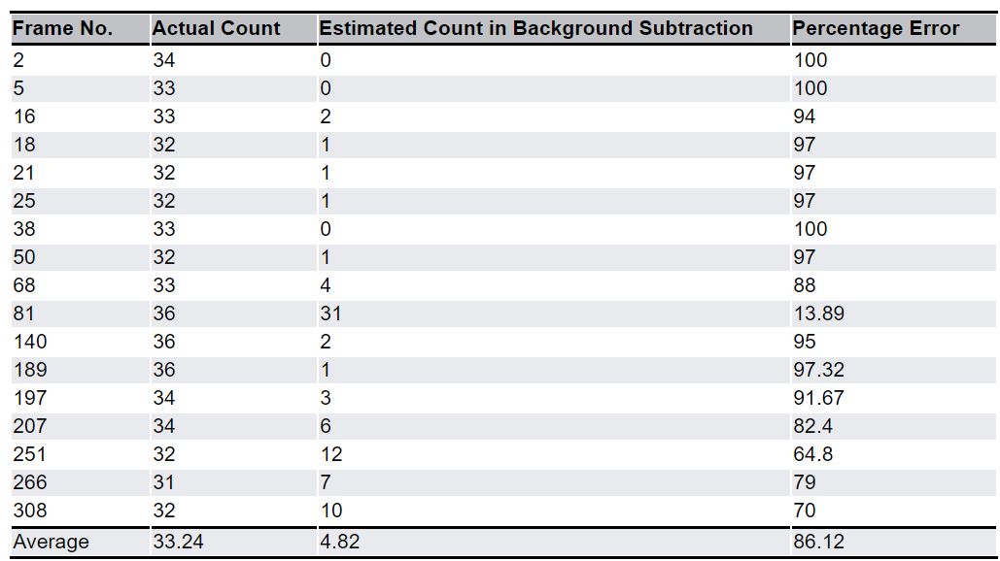 Frame No. Actual Count Estimated Count in Background Subtraction Percentage Error
2 34 0 100
5 33 0 100
16 33 2 94
18 32 1 97
21 32 1 97
25 32 1 97
38 33 0 100
50 32 1 97
68 33 4 88
81 36 31 13.89
140 36 2 95
189 36 1 97.32
197 34 3 91.67
207 34 6 82.4
251 32 12 64.8
266 31 7 79
308 32 10 70
Average 33.24 4.82 86.12